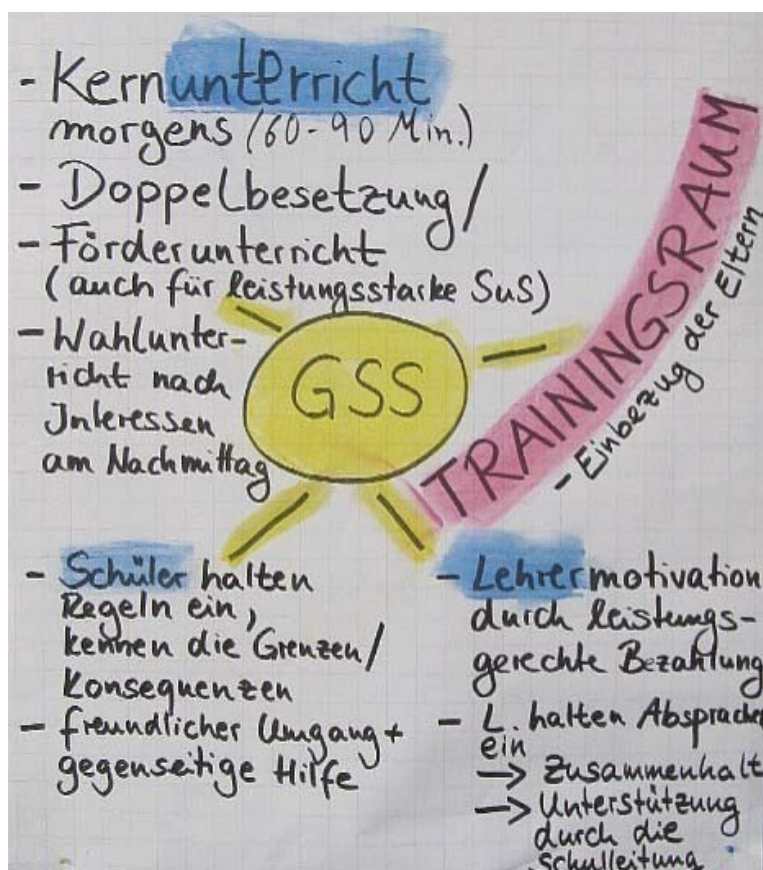 - Kernunterricht
morgens (60-90 Min.)
- Doppelbesetzung/
- Förderunterricht
(auch für leistungsstarke SuS)
- Wahlunter-
richt nach
Interessen
am Nachmittag
GSS
TRAININGSRAUM
- Einbezug der Eltern
- Schüler halten
Regeln ein,
kennen die Grenzen/
Konsequenzen
- freundlicher Umgang +
gegenseitige Hilfe
- Lehrermotivation
durch leistungs-
gerechte Bezahlung
- L. halten Absprachen
ein
→ Zusammenhalt
→ Unterstützung
durch die
Schulleitung